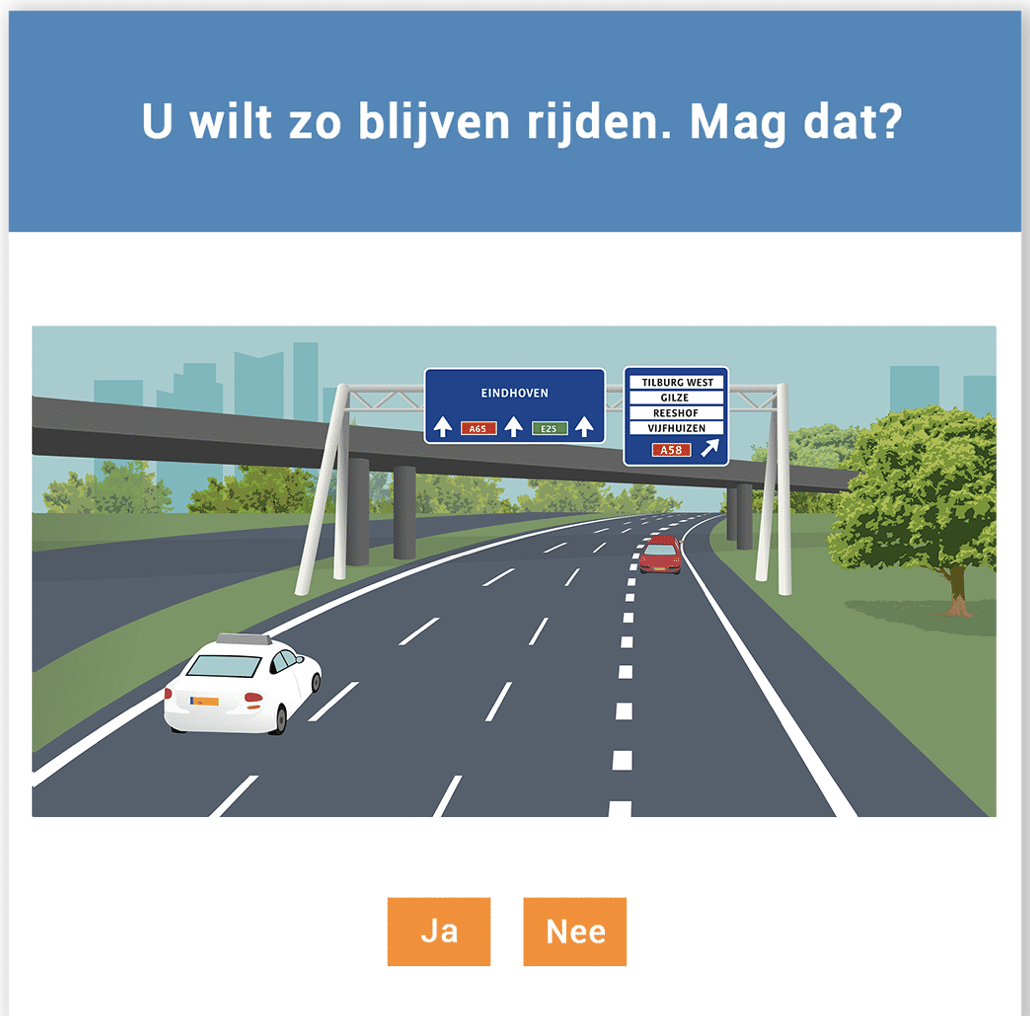 U wilt zo blijven rijden. Mag dat?
EINDHOVEN
A65 E25
TILBURG WEST
GILZE
REESHOF
VIJFHUIZEN
A58
Ja
Nee